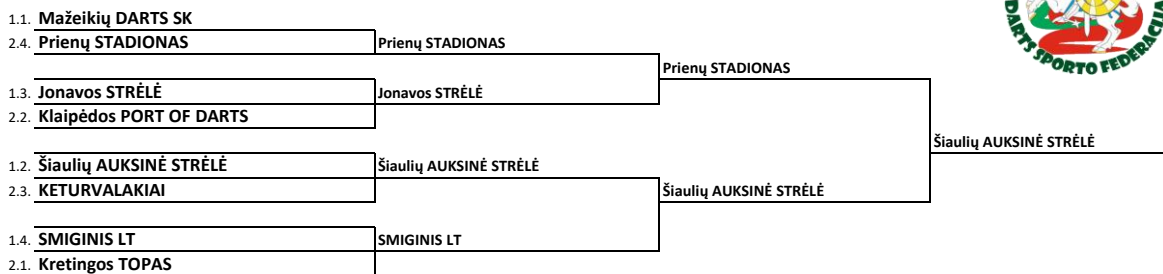 1.1. Mažeikių DARTS SK
2.4. Prienų STADIONAS
Prienų STADIONAS
Prienų STADIONAS
1.3. Jonavos STRĖLĖ
Jonavos STRĖLĖ
2.2. Klaipėdos PORT OF DARTS
Šiaulių AUKSINĖ STRĖLĖ
1.2. Šiaulių AUKSINĖ STRĖLĖ
Šiaulių AUKSINĖ STRĖLĖ
2.3. KETURVALAKIAI
Šiaulių AUKSINĖ STRĖLĖ
1.4. SMIGINIS LT
SMIGINIS LT
2.1. Kretingos TOPAS
DARTS SPORTO FEDERACIJA